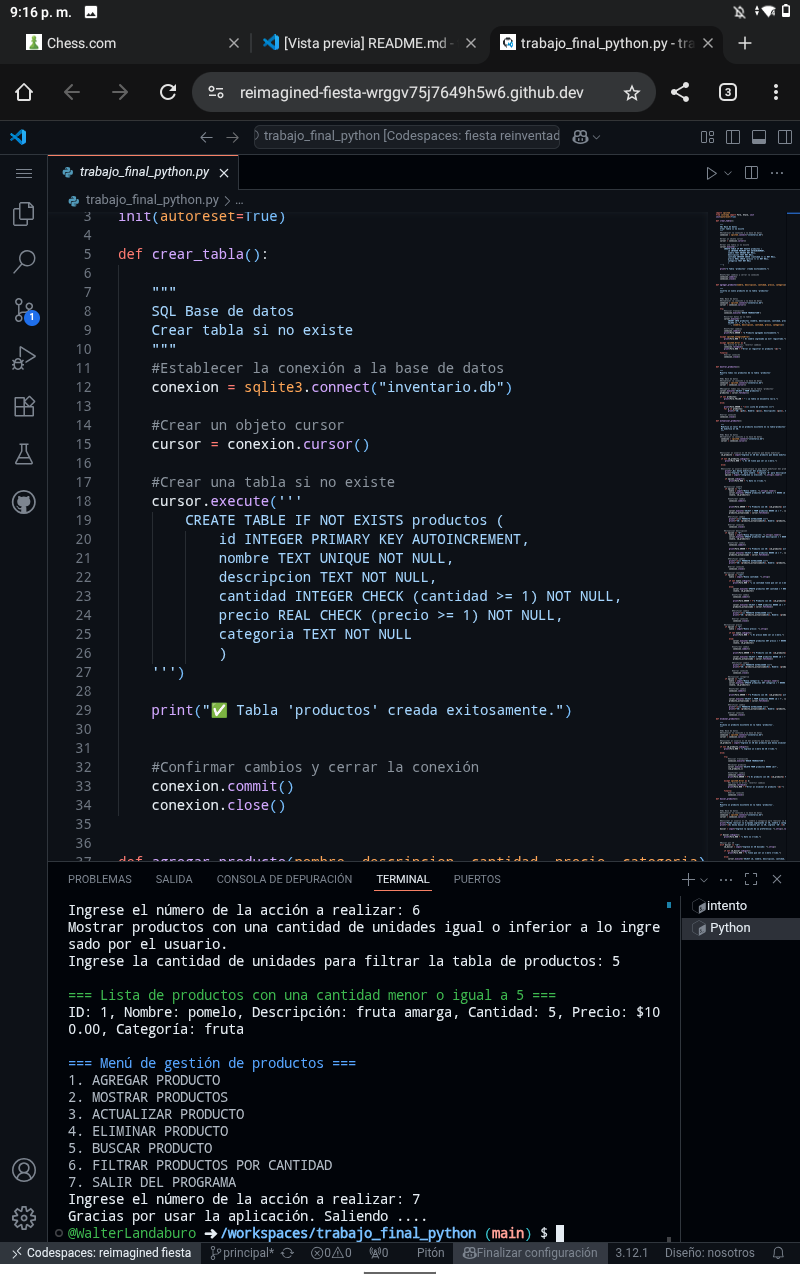 9:16 p. m.
Chess.com
[Vista previa] README.md -
trabajo_final_python.py - tra
reimagined-fiesta-wrggv75j7649h5w6.github.dev
3
trabajo_final_python [Codespaces: fiesta reinventad
trabajo_final_python.py
trabajo_final_python.py > ...
3 init(autoreset=True)
4
5 def crear_tabla():
6
7 """
8 SQL Base de datos
9 Crear tabla si no existe
10 """
11 #Establecer la conexión a la base de datos
12 conexion = sqlite3.connect("inventario.db")
13
14 #Crear un objeto cursor
15 cursor = conexion.cursor()
16
17 #Crear una tabla si no existe
18 cursor.execute('''
19 CREATE TABLE IF NOT EXISTS productos (
20 id INTEGER PRIMARY KEY AUTOINCREMENT,
21 nombre TEXT UNIQUE NOT NULL,
22 descripcion TEXT NOT NULL,
23 cantidad INTEGER CHECK (cantidad >= 1) NOT NULL,
24 precio REAL CHECK (precio >= 1) NOT NULL,
25 categoria TEXT NOT NULL
26 )
27 ''')
28
29 print("✅ Tabla 'productos' creada exitosamente.")
30
31
32 #Confirmar cambios y cerrar la conexión
33 conexion.commit()
34 conexion.close()
35
36
37 def agregar_producto(nombre, descripcion, cantidad, precio, categoria)
1
PROBLEMAS SALIDA CONSOLA DE DEPURACIÓN TERMINAL PUERTOS
intento
Python
Ingrese el número de la acción a realizar: 6
Mostrar productos con una cantidad de unidades igual o inferior a lo ingre
sado por el usuario.
Ingrese la cantidad de unidades para filtrar la tabla de productos: 5
=== Lista de productos con una cantidad menor o igual a 5 ===
ID: 1, Nombre: pomelo, Descripción: fruta amarga, Cantidad: 5, Precio: $10
0.00, Categoría: fruta
=== Menú de gestión de productos ===
1. AGREGAR PRODUCTO
2. MOSTRAR PRODUCTOS
3. ACTUALIZAR PRODUCTO
4. ELIMINAR PRODUCTO
5. BUSCAR PRODUCTO
6. FILTRAR PRODUCTOS POR CANTIDAD
7. SALIR DEL PROGRAMA
Ingrese el número de la acción a realizar: 7
Gracias por usar la aplicación. Saliendo ....
@WalterLandaburo ➜ /workspaces/trabajo_final_python (main) $
Codespaces: reimagined fiesta principal* 0 0 0 Pitón Finalizar configuración 3.12.1 Diseño: nosotros